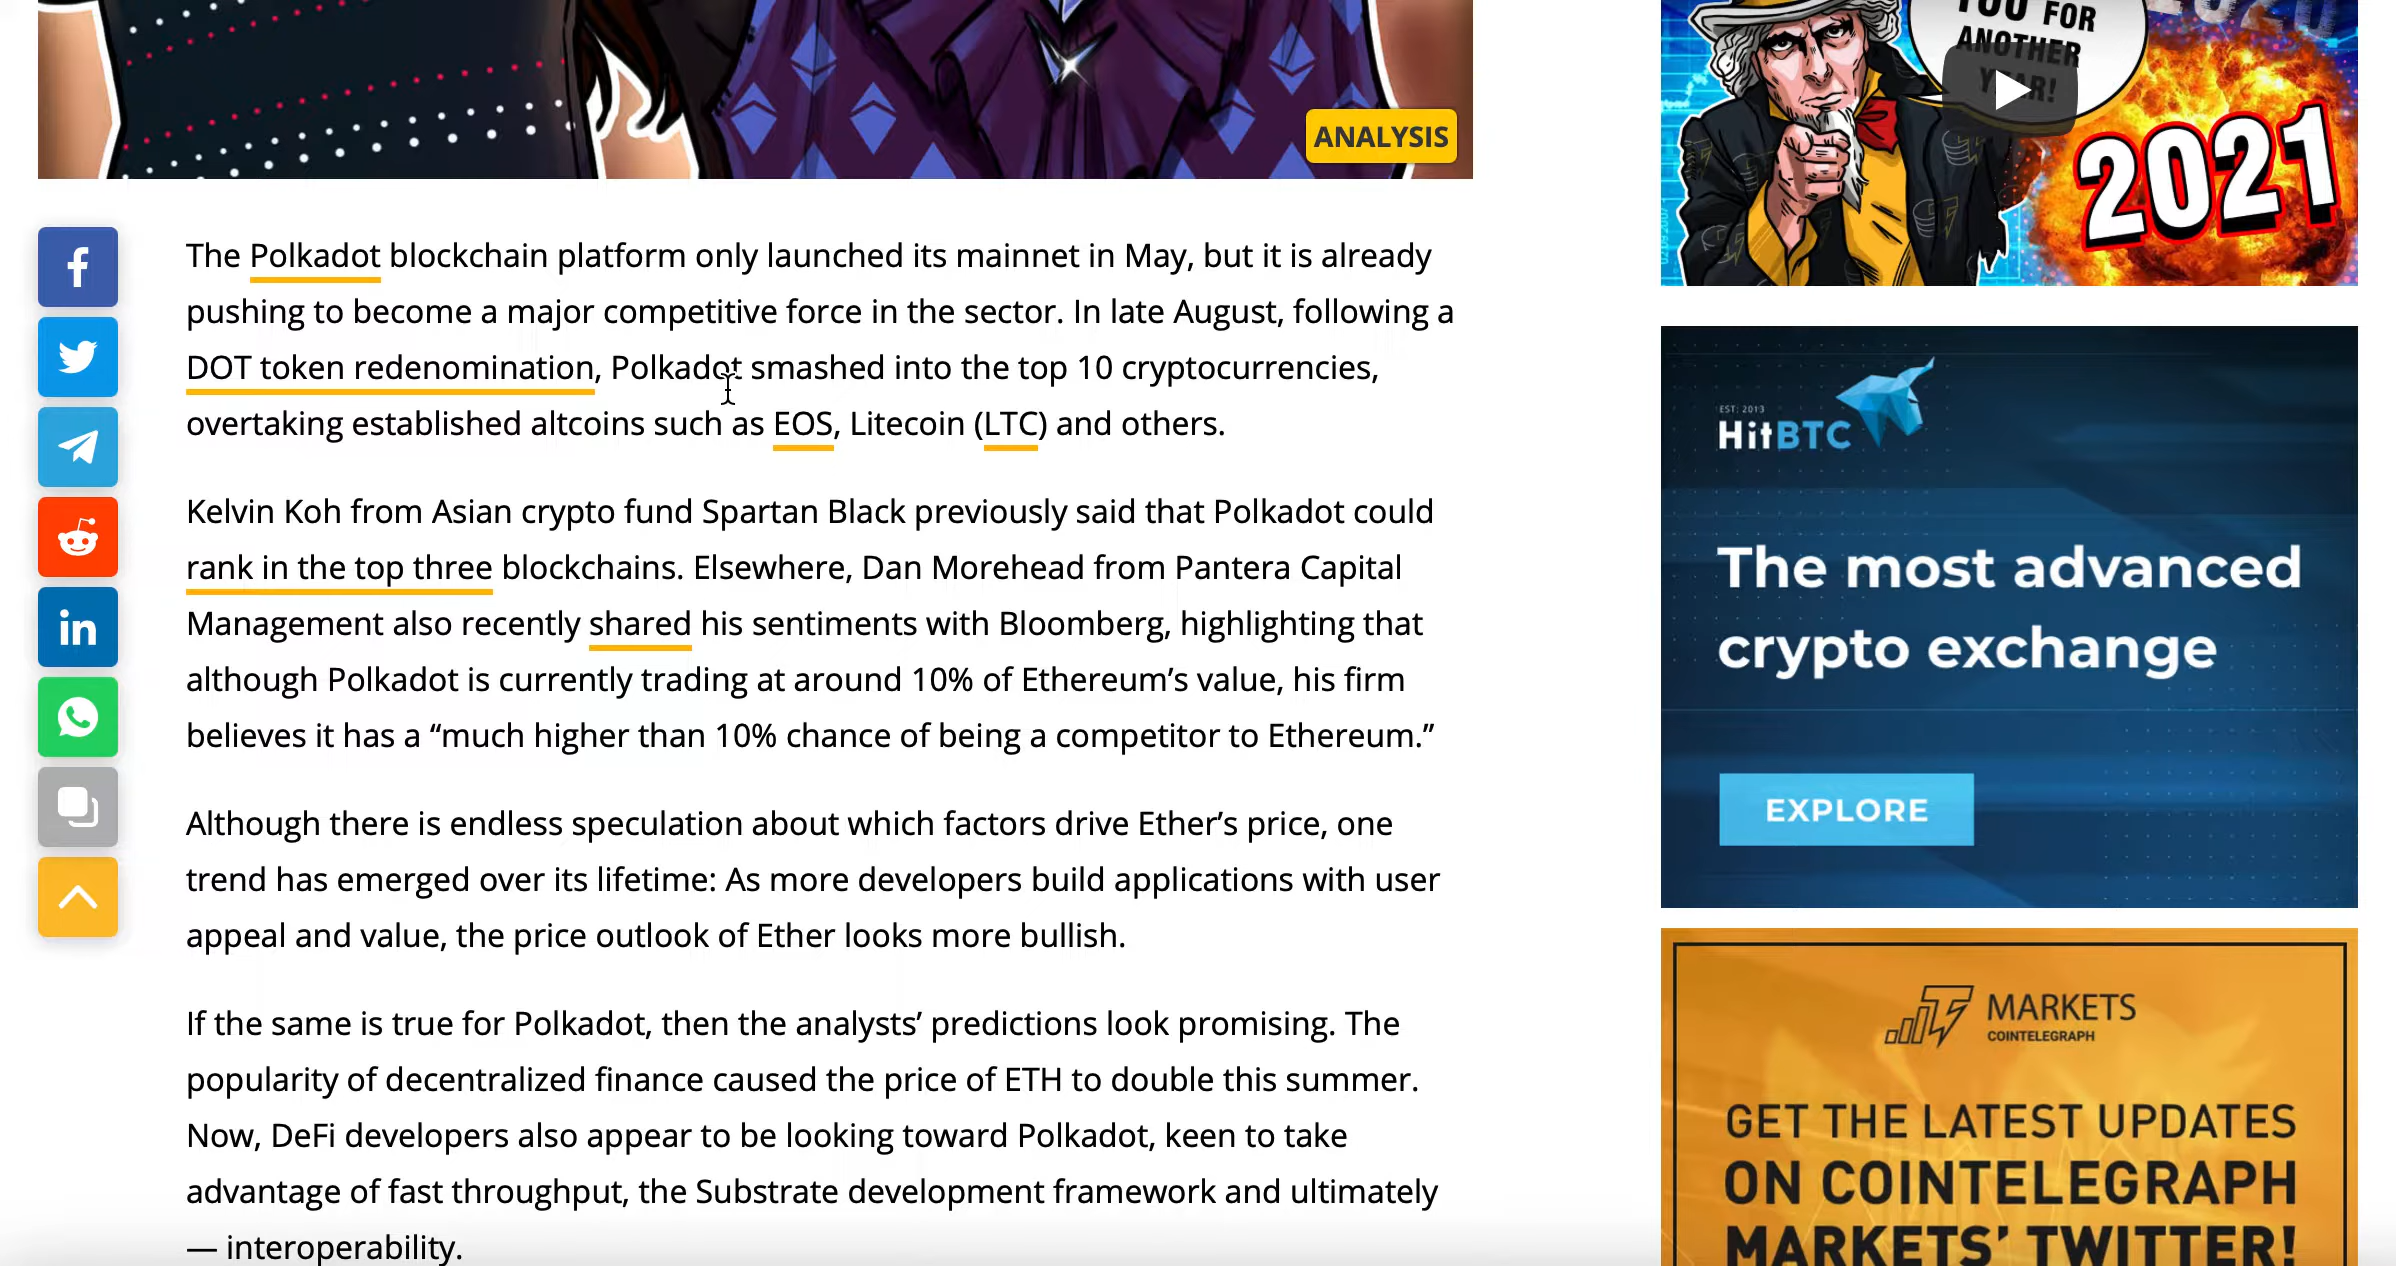 ANALYSIS
The Polkadot blockchain platform only launched its mainnet in May, but it is already
pushing to become a major competitive force in the sector. In late August, following a
DOT token redenomination, Polkadot smashed into the top 10 cryptocurrencies,
overtaking established altcoins such as EOS, Litecoin (LTC) and others.
Kelvin Koh from Asian crypto fund Spartan Black previously said that Polkadot could
rank in the top three blockchains. Elsewhere, Dan Morehead from Pantera Capital
Management also recently shared his sentiments with Bloomberg, highlighting that
although Polkadot is currently trading at around 10% of Ethereum’s value, his firm
believes it has a “much higher than 10% chance of being a competitor to Ethereum.”
Although there is endless speculation about which factors drive Ether’s price, one
trend has emerged over its lifetime: As more developers build applications with user
appeal and value, the price outlook of Ether looks more bullish.
If the same is true for Polkadot, then the analysts’ predictions look promising. The
popularity of decentralized finance caused the price of ETH to double this summer.
Now, DeFi developers also appear to be looking toward Polkadot, keen to take
advantage of fast throughput, the Substrate development framework and ultimately
— interoperability.
YOU FOR
ANOTHER
YEAR!
2020
2021
EST: 2013
HitBTC
The most advanced
crypto exchange
EXPLORE
MARKETS
COINTELEGRAPH
GET THE LATEST UPDATES
ON COINTELEGRAPH
MARKETS’ TWITTER!